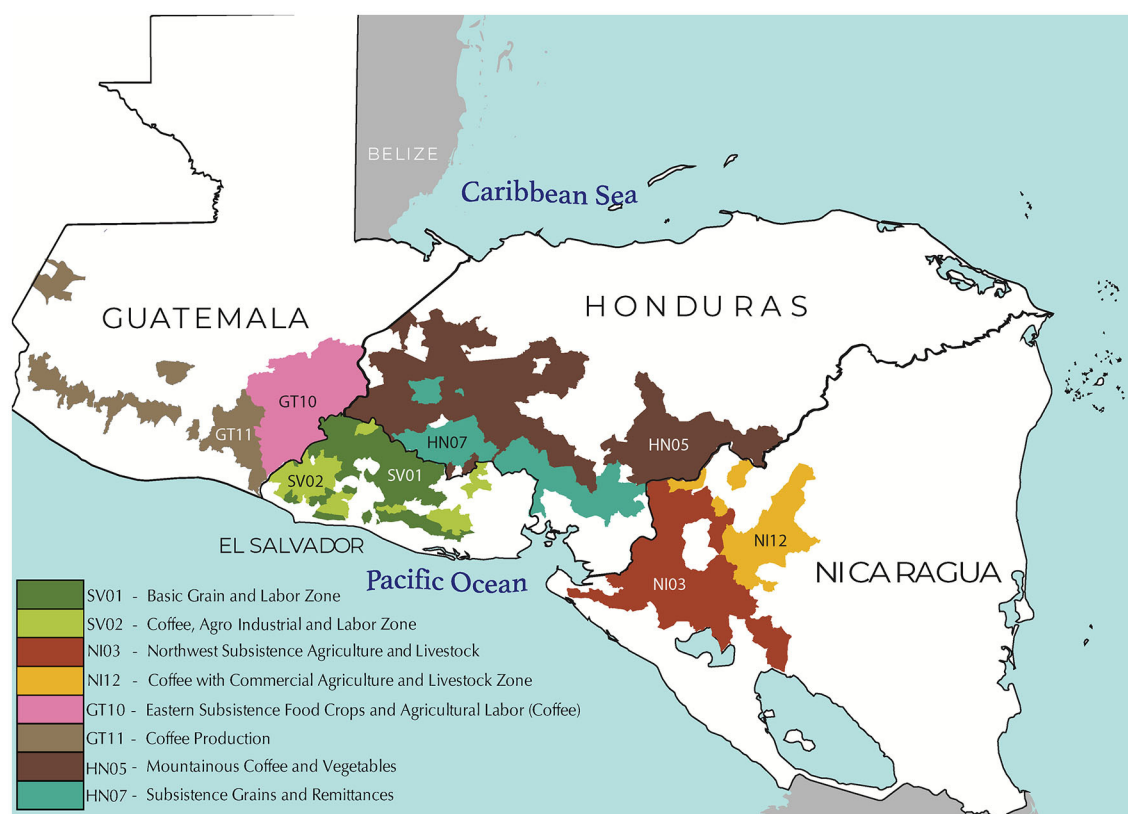 BELIZE
Caribbean Sea
HONDURAS
GUATEMALA
GT10
GT11
HN07
HN05
SV01
SV02
NI12
EL SALVADOR
NICARAGUA
Pacific Ocean
NI03
SV01 - Basic Grain and Labor Zone
SV02 - Coffee, Agro Industrial and Labor Zone
NI03 - Northwest Subsistence Agriculture and Livestock
NI12 - Coffee with Commercial Agriculture and Livestock Zone
GT10 - Eastern Subsistence Food Crops and Agricultural Labor (Coffee)
GT11 - Coffee Production
HN05 - Mountainous Coffee and Vegetables
HN07 - Subsistence Grains and Remittances